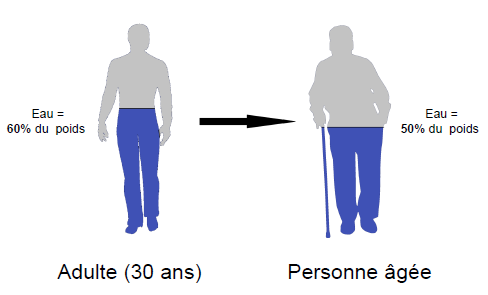 Eau =
60% du poids
Eau =
50% du poids
Adulte (30 ans)
Personne âgée